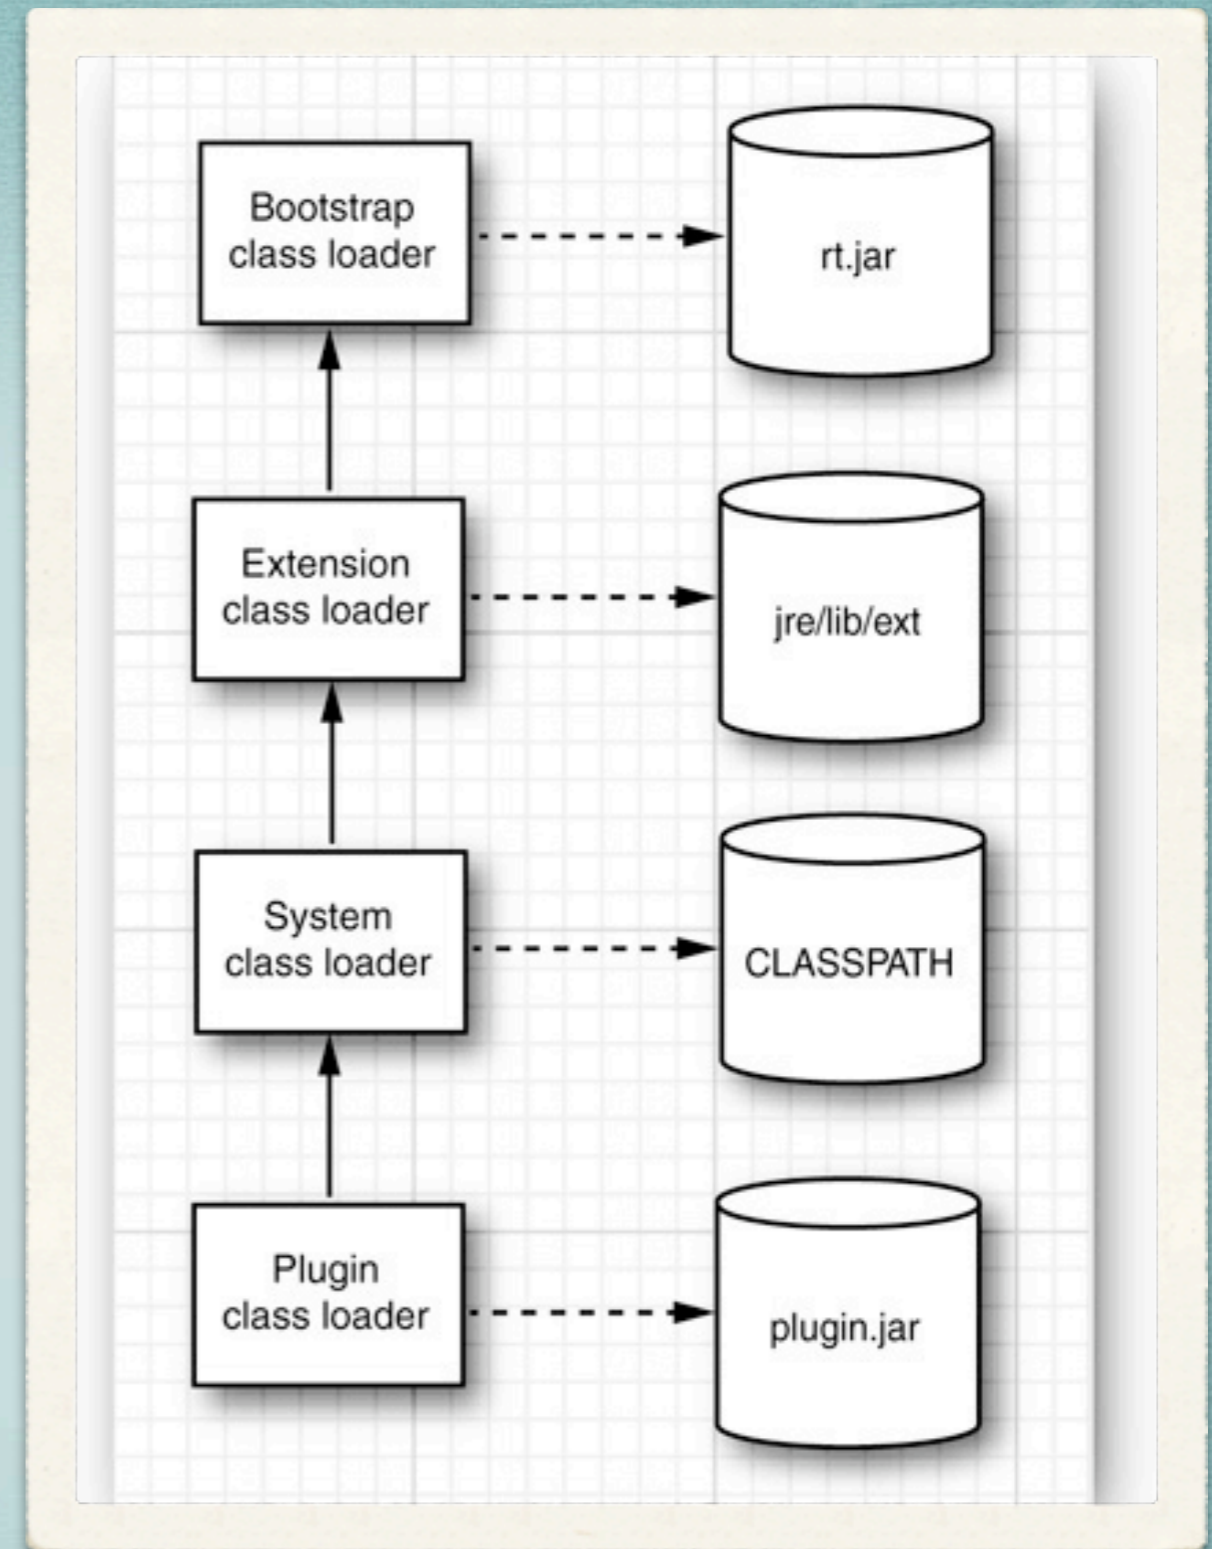 Bootstrap
class loader
rt.jar
Extension
class loader
jre/lib/ext
System
class loader
CLASSPATH
Plugin
class loader
plugin.jar